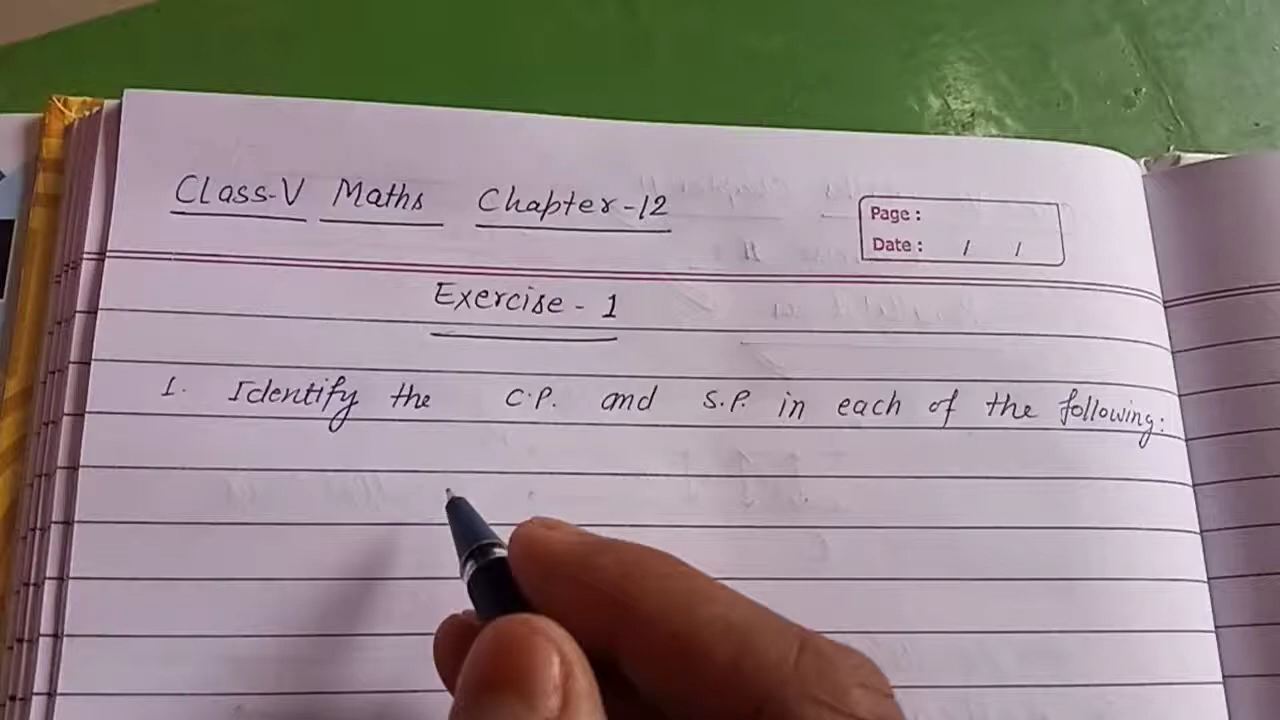 Class-V Maths Chapter-12
Page :
Date : / /
Exercise - 1
1. Identify the C.P. and S.P. in each of the following: